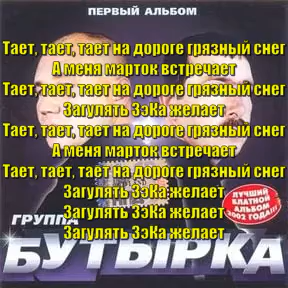 ПЕРВЫЙ АЛЬБОМ
Тает, тает, тает на дороге грязный снег
А меня марток встречает
Тает, тает, тает на дороге грязный снег
Загулять ЗэКа желает
Тает, тает, тает на дороге грязный снег
А меня марток встречает
Тает, тает, тает на дороге грязный снег
Загулять ЗэКа желает
Загулять ЗэКа желает
Загулять ЗэКа желает
ЛУЧШИЙ
БЛАТНОЙ
АЛЬБОМ
2002 ГОДА!!!
ГРУППА
БУТЫРКА